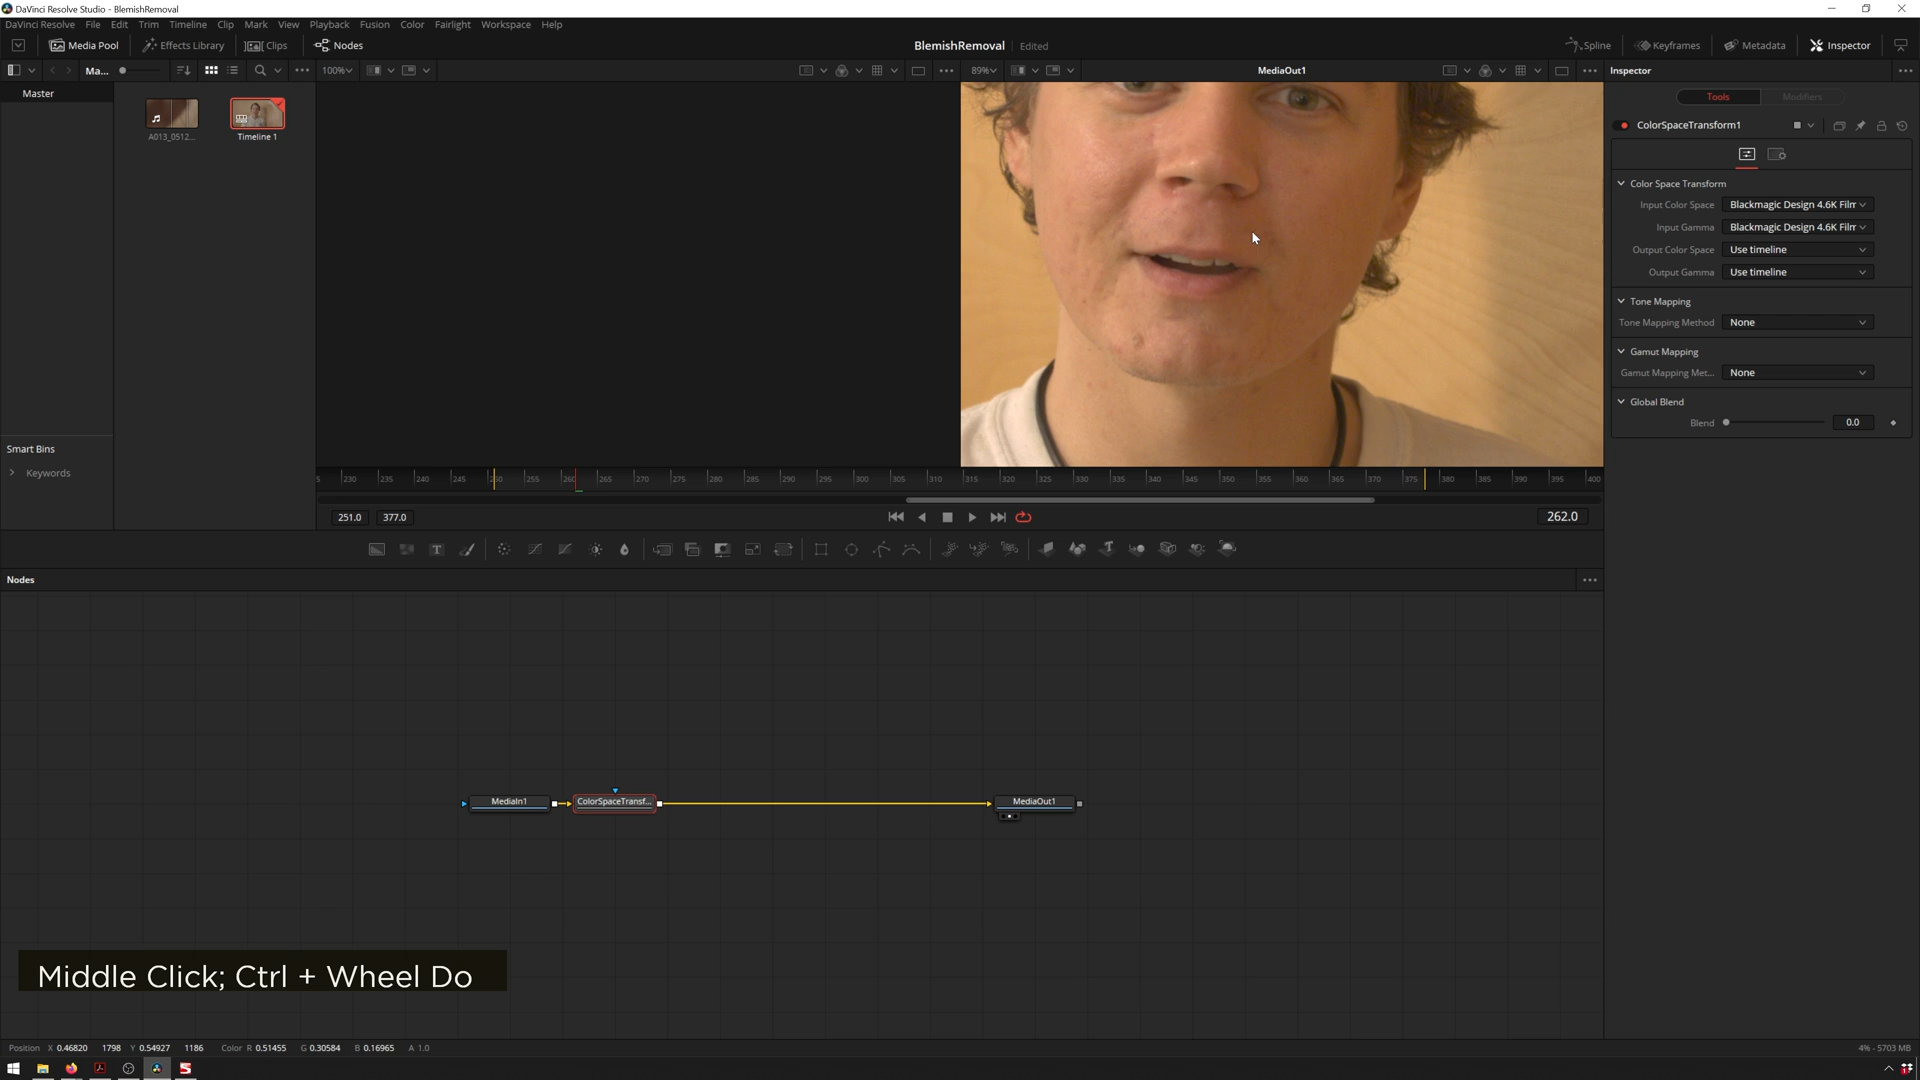 DaVinci Resolve Studio - BlemishRemoval
DaVinci Resolve File Edit Trim Timeline Clip Mark View Playback Fusion Color Fairlight Workspace Help
Media Pool Effects Library Clips Nodes BlemishRemoval Edited Spline Keyframes Metadata Inspector
Ma... 100% 89% MediaOut1 Inspector
Master
Tools Modifiers
A013_0512... Timeline 1
ColorSpaceTransform1
Color Space Transform
Input Color Space Blackmagic Design 4.6K Film
Input Gamma Blackmagic Design 4.6K Film
Output Color Space Use timeline
Output Gamma Use timeline
Tone Mapping
Tone Mapping Method None
Gamut Mapping
Gamut Mapping Met... None
Global Blend
Blend 0.0
Smart Bins
Keywords
230 235 240 245 250 255 260 265 270 275 280 285 290 295 300 305 310 315 320 325 330 335 340 345 350 355 360 365 370 375 380 385 390 395 400
251.0 377.0 262.0
Nodes
MediaIn1 ColorSpaceTransf... MediaOut1
Middle Click; Ctrl + Wheel Do
Position X 0.46820 1798 Y 0.54927 1186 Color R 0.51455 G 0.30584 B 0.16965 A 1.0 4% - 5703 MB